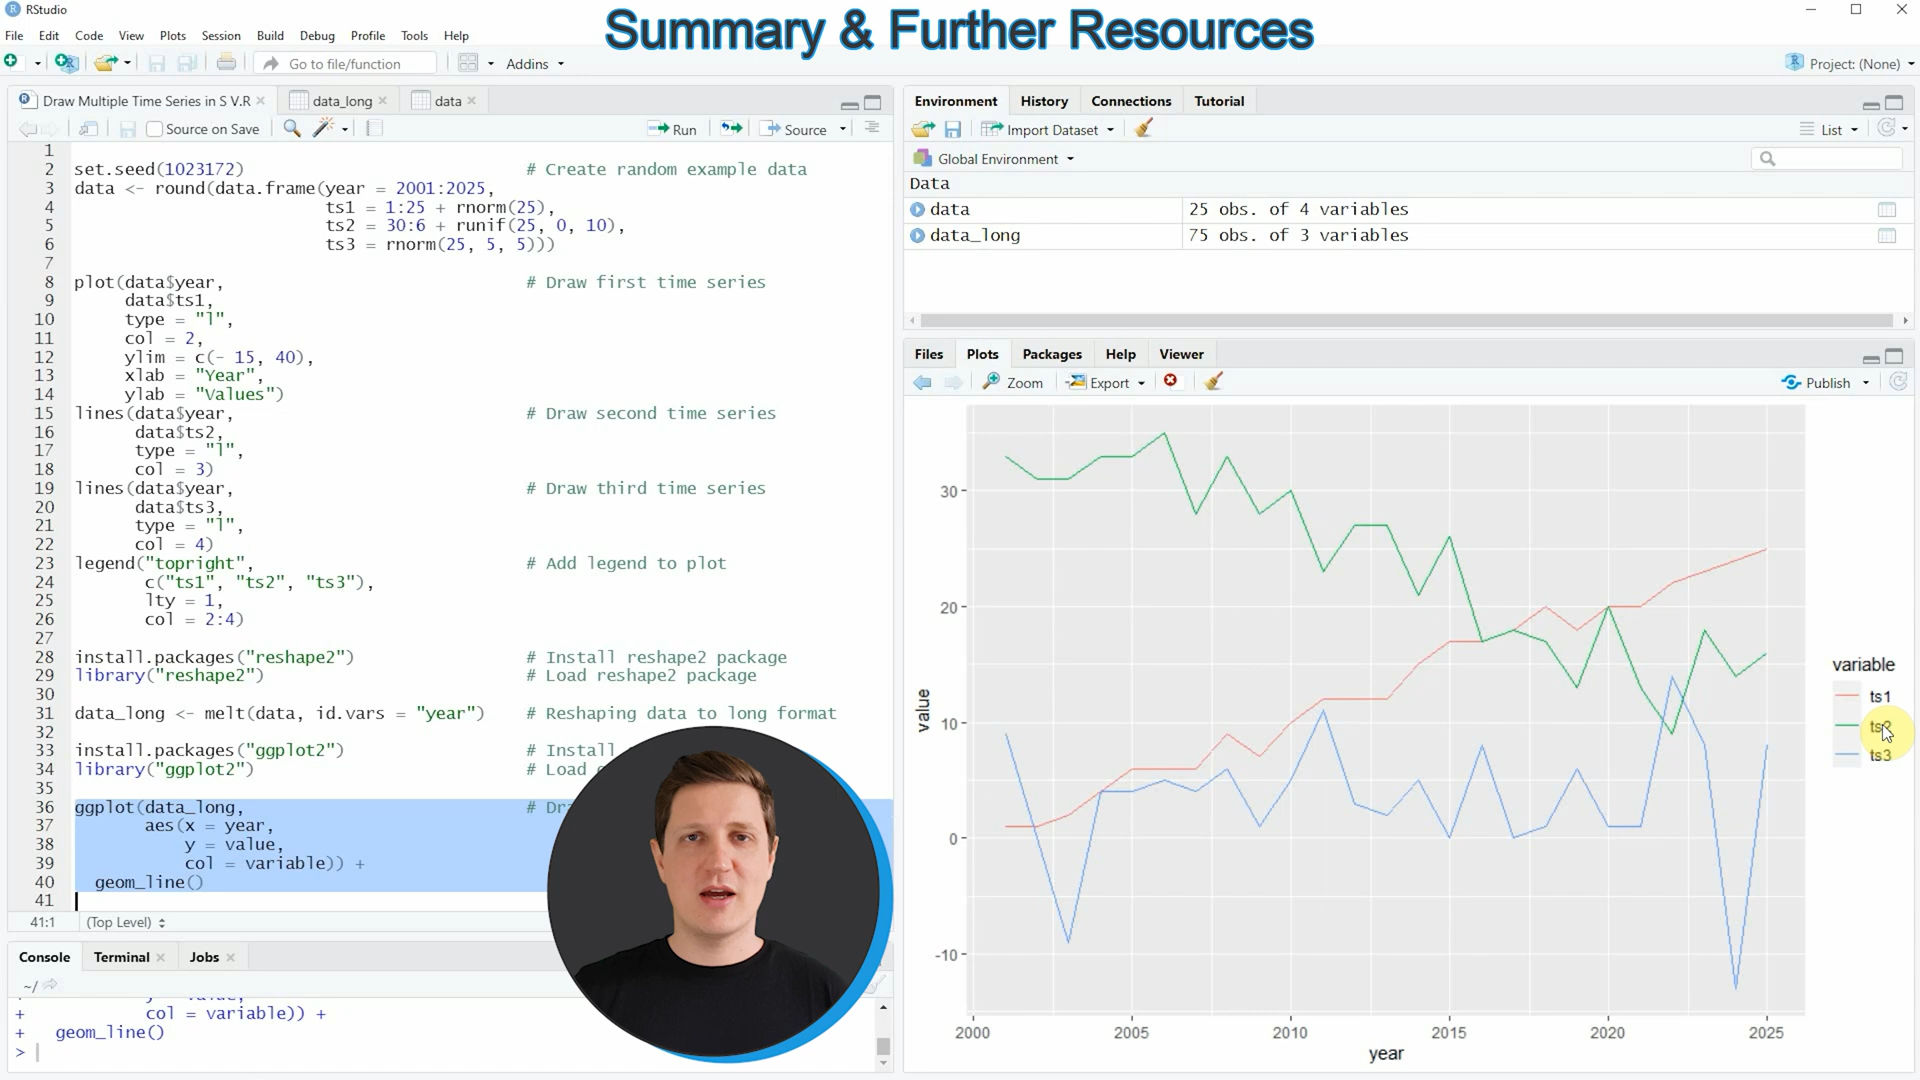 RStudio
Summary & Further Resources
File Edit Code View Plots Session Build Debug Profile Tools Help
Go to file/function Addins Project: (None)
Draw Multiple Time Series in S V.R data_long data
Source on Save Run Source
1
2 set.seed(1023172) # Create random example data
3 data <- round(data.frame(year = 2001:2025,
4 ts1 = 1:25 + rnorm(25),
5 ts2 = 30:6 + runif(25, 0, 10),
6 ts3 = rnorm(25, 5, 5)))
7
8 plot(data$year, # Draw first time series
9 data$ts1,
10 type = "l",
11 col = 2,
12 ylim = c(- 15, 40),
13 xlab = "Year",
14 ylab = "Values")
15 lines(data$year, # Draw second time series
16 data$ts2,
17 type = "l",
18 col = 3)
19 lines(data$year, # Draw third time series
20 data$ts3,
21 type = "l",
22 col = 4)
23 legend("topright", # Add legend to plot
24 c("ts1", "ts2", "ts3"),
25 lty = 1,
26 col = 2:4)
27
28 install.packages("reshape2") # Install reshape2 package
29 library("reshape2") # Load reshape2 package
30
31 data_long <- melt(data, id.vars = "year") # Reshaping data to long format
32
33 install.packages("ggplot2") # Install
34 library("ggplot2") # Load
35
36 ggplot(data_long, #
37 aes(x = year,
38 y = value,
39 col = variable)) +
40 geom_line()
41
41:1 (Top Level)
Console Terminal Jobs
~/
+ col = variable)) +
+ geom_line()
>
Environment History Connections Tutorial
Import Dataset List
Global Environment
Data
data 25 obs. of 4 variables
data_long 75 obs. of 3 variables
Files Plots Packages Help Viewer
Zoom Export Publish
30
20
10
0
-10
value
2000 2005 2010 2015 2020 2025
year
variable
ts1
ts2
ts3